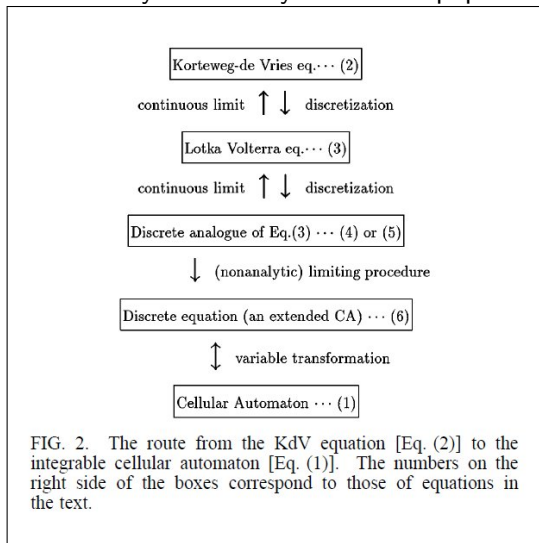 Korteweg-de Vries eq.··· (2)
continuous limit ↑ ↓ discretization
Lotka Volterra eq.··· (3)
continuous limit ↑ ↓ discretization
Discrete analogue of Eq.(3) ··· (4) or (5)
↓ (nonanalytic) limiting procedure
Discrete equation (an extended CA) ··· (6)
↕ variable transformation
Cellular Automaton ··· (1)
FIG. 2. The route from the KdV equation [Eq. (2)] to the
integrable cellular automaton [Eq. (1)]. The numbers on the
right side of the boxes correspond to those of equations in
the text.